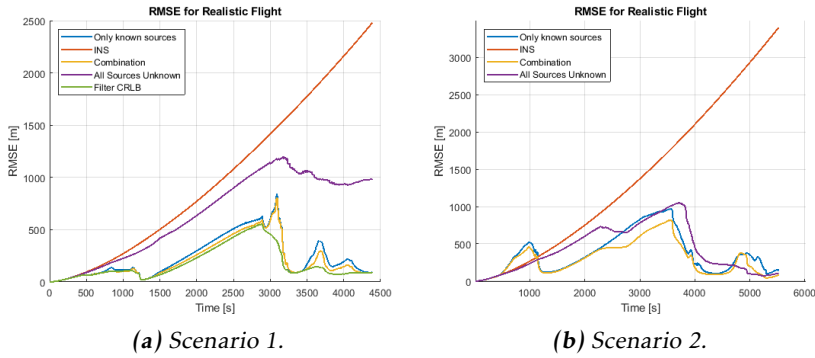 RMSE for Realistic Flight
2500
2000
1500
1000
500
0
RMSE [m]
Only known sources
INS
Combination
All Sources Unknown
Filter CRLB
0 500 1000 1500 2000 2500 3000 3500 4000 4500
Time [s]
(a) Scenario 1.
RMSE for Realistic Flight
3000
2500
2000
1500
1000
500
0
RMSE [m]
Only known sources
INS
Combination
All Sources Unknown
0 1000 2000 3000 4000 5000 6000
Time [s]
(b) Scenario 2.